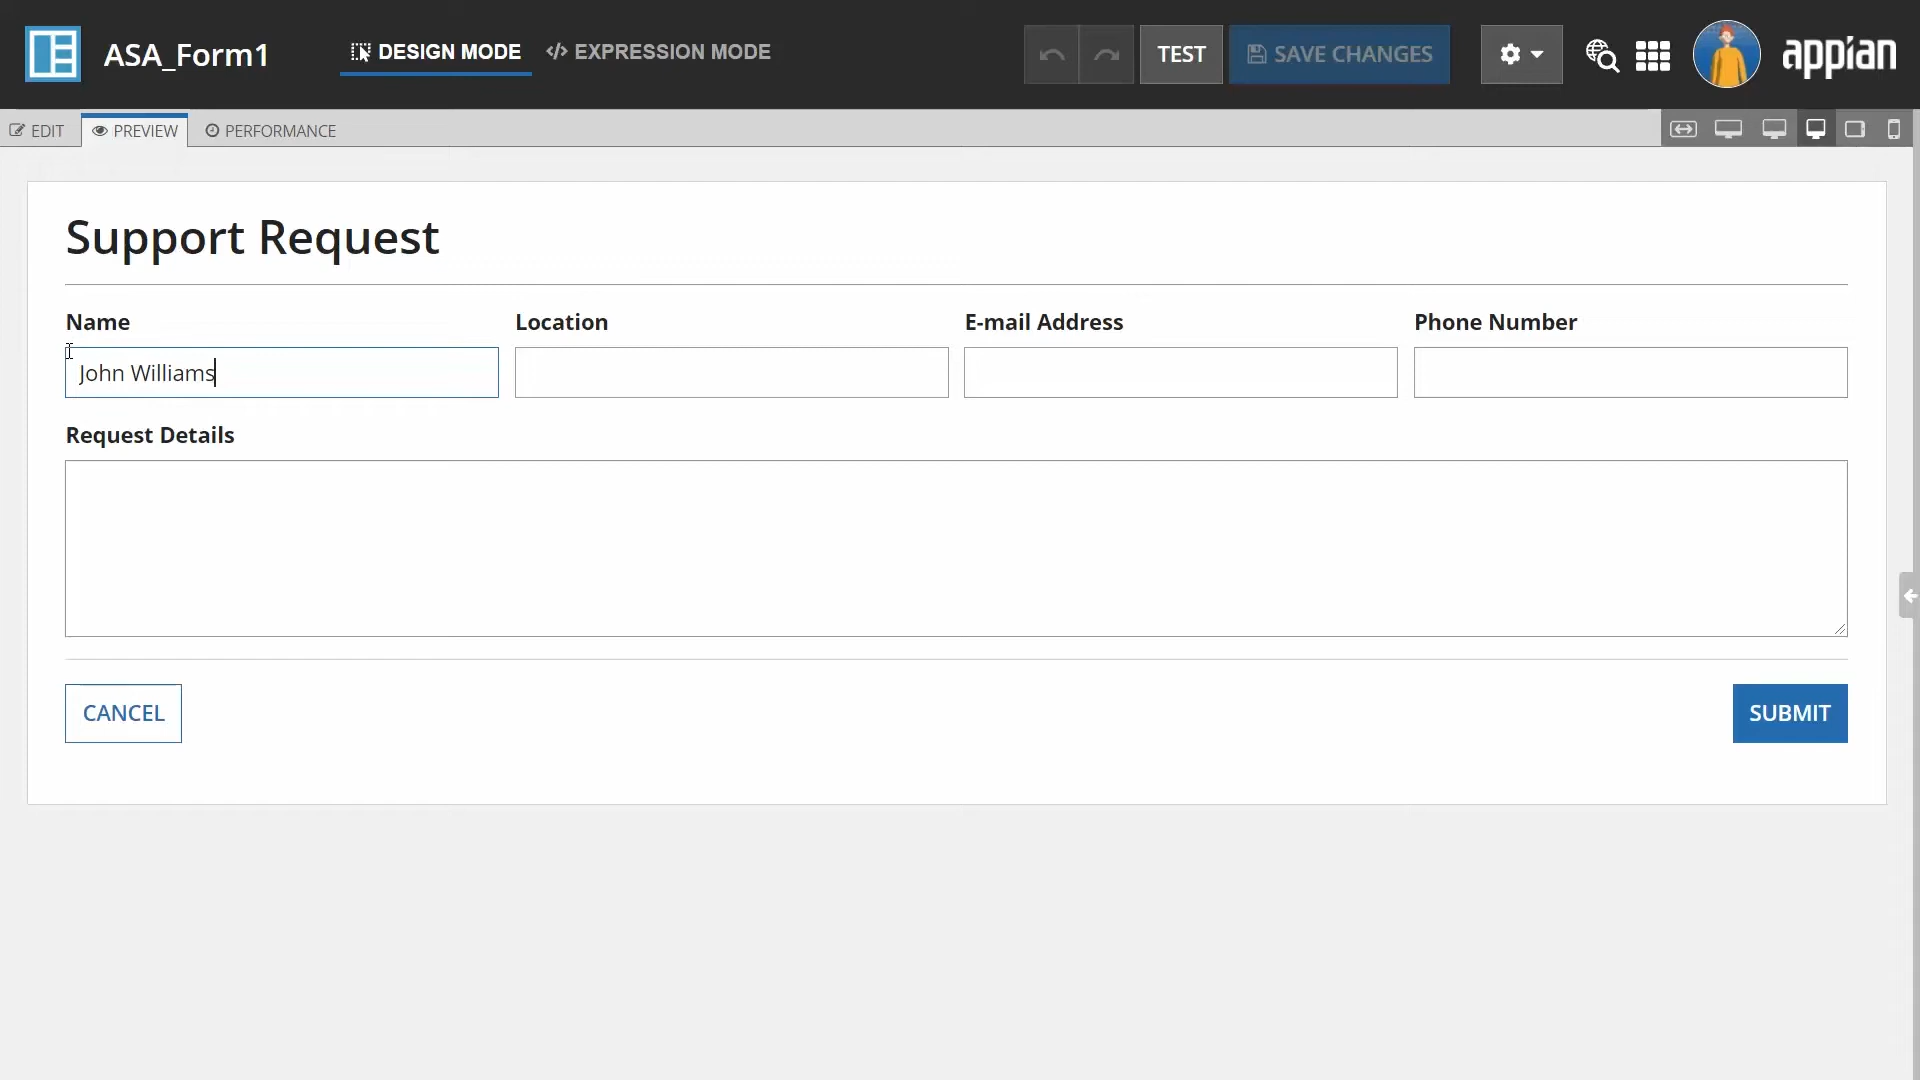 ASA_Form1
DESIGN MODE
</> EXPRESSION MODE
TEST
SAVE CHANGES
appian
EDIT
PREVIEW
PERFORMANCE
Support Request
Name
Location
E-mail Address
Phone Number
John Williams
Request Details
CANCEL
SUBMIT